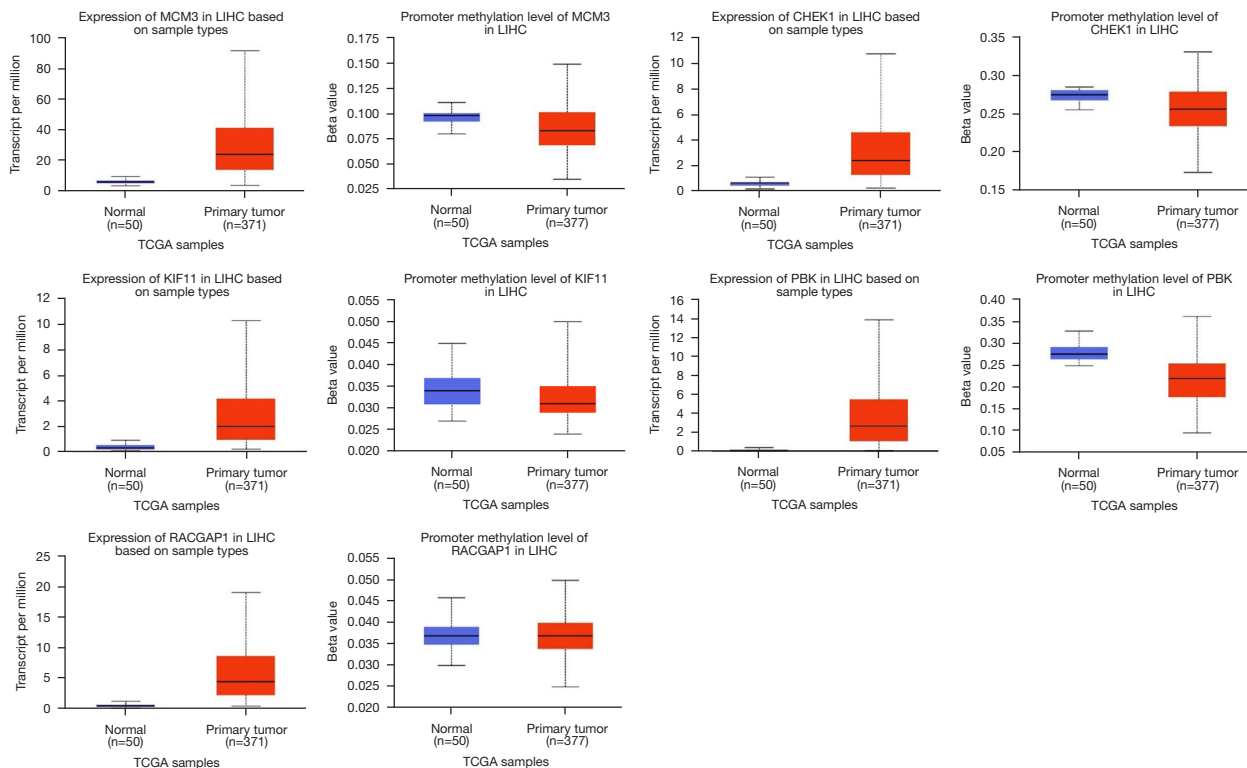 Expression of MCM3 in LIHC based
on sample types
Transcript per million
100
80
60
40
20
0
Normal
(n=50)
Primary tumor
(n=371)
TCGA samples
Promoter methylation level of MCM3
in LIHC
Beta value
0.175
0.150
0.125
0.100
0.075
0.050
0.025
Normal
(n=50)
Primary tumor
(n=377)
TCGA samples
Expression of CHEK1 in LIHC based
on sample types
Transcript per million
12
10
8
6
4
2
0
Normal
(n=50)
Primary tumor
(n=371)
TCGA samples
Promoter methylation level of
CHEK1 in LIHC
Beta value
0.35
0.30
0.25
0.20
0.15
Normal
(n=50)
Primary tumor
(n=377)
TCGA samples
Expression of KIF11 in LIHC based
on sample types
Transcript per million
12
10
8
6
4
2
0
Normal
(n=50)
Primary tumor
(n=371)
TCGA samples
Promoter methylation level of KIF11
in LIHC
Beta value
0.055
0.050
0.045
0.040
0.035
0.030
0.025
0.020
Normal
(n=50)
Primary tumor
(n=377)
TCGA samples
Expression of PBK in LIHC based on
sample types
Transcript per million
16
14
12
10
8
6
4
2
0
Normal
(n=50)
Primary tumor
(n=371)
TCGA samples
Promoter methylation level of PBK
in LIHC
Beta value
0.40
0.35
0.30
0.25
0.20
0.15
0.10
0.05
Normal
(n=50)
Primary tumor
(n=377)
TCGA samples
Expression of RACGAP1 in LIHC
based on sample types
Transcript per million
25
20
15
10
5
0
Normal
(n=50)
Primary tumor
(n=371)
TCGA samples
Promoter methylation level of
RACGAP1 in LIHC
Beta value
0.055
0.050
0.045
0.040
0.035
0.030
0.025
0.020
Normal
(n=50)
Primary tumor
(n=377)
TCGA samples